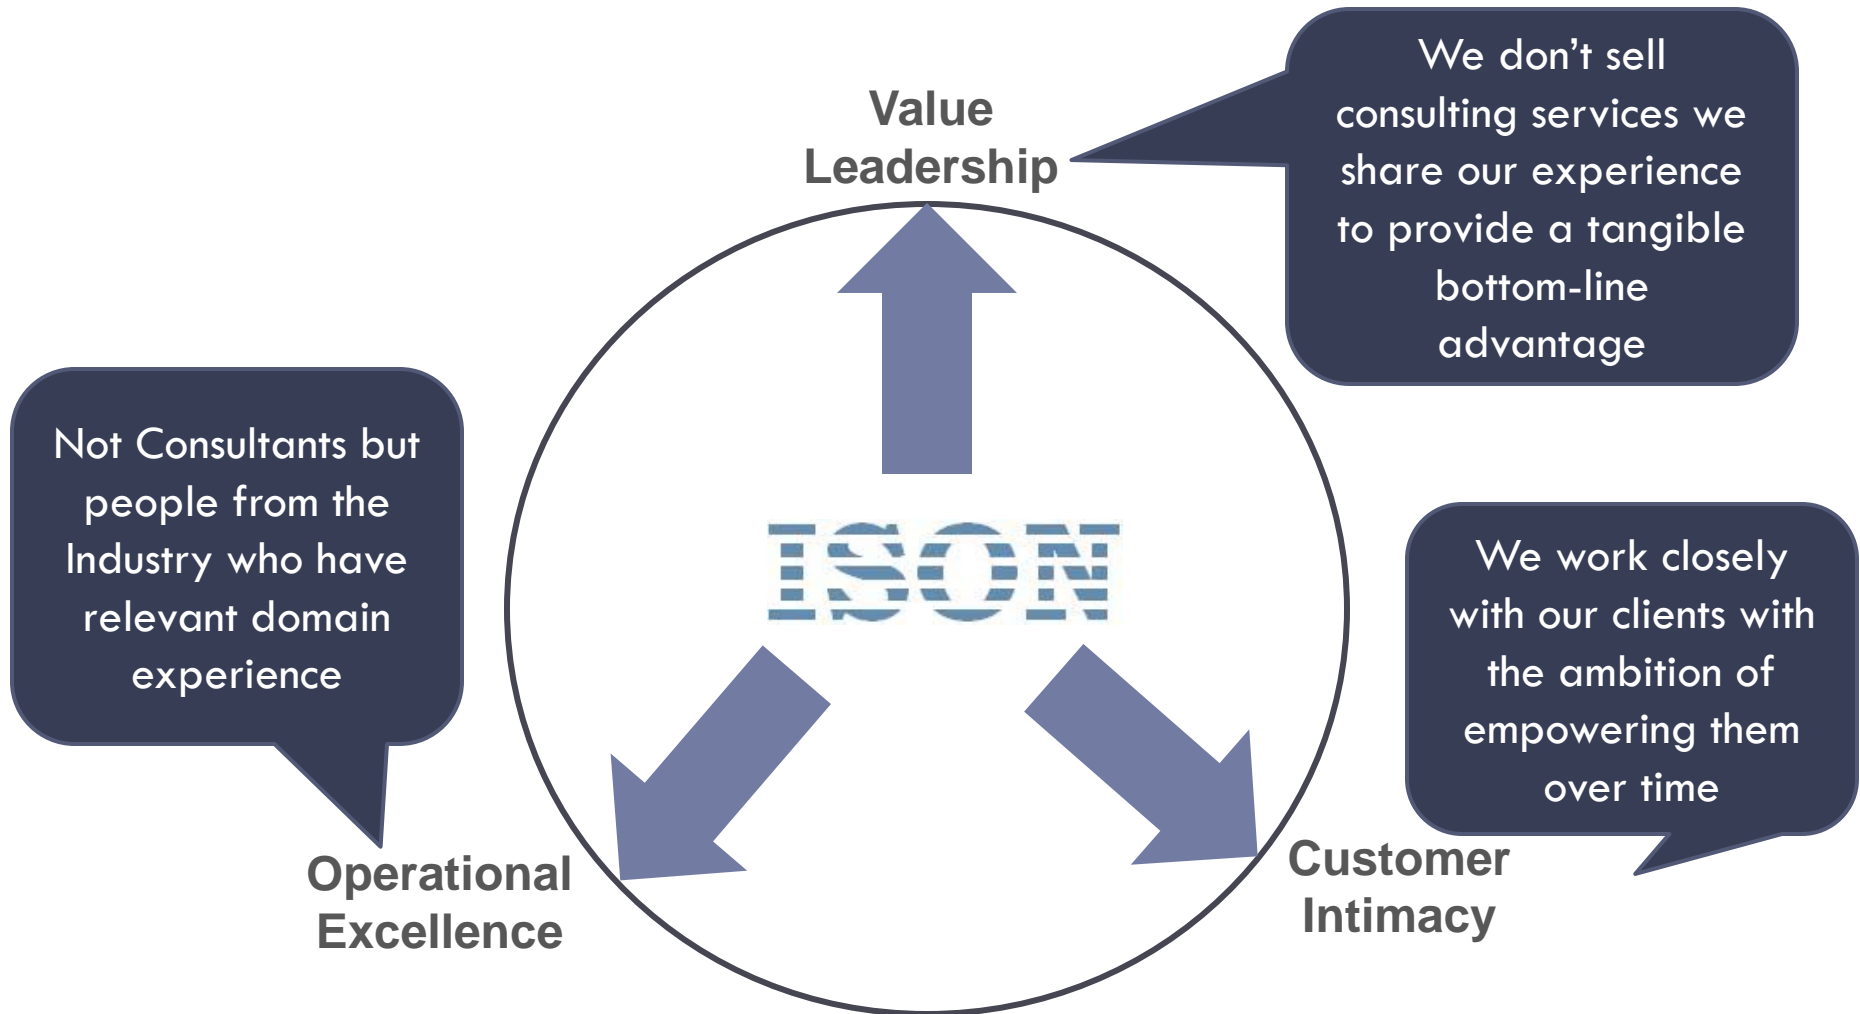 Value
Leadership
We don’t sell
consulting services we
share our experience
to provide a tangible
bottom-line
advantage
Not Consultants but
people from the
Industry who have
relevant domain
experience
ISON
We work closely
with our clients with
the ambition of
empowering them
over time
Operational
Excellence
Customer
Intimacy